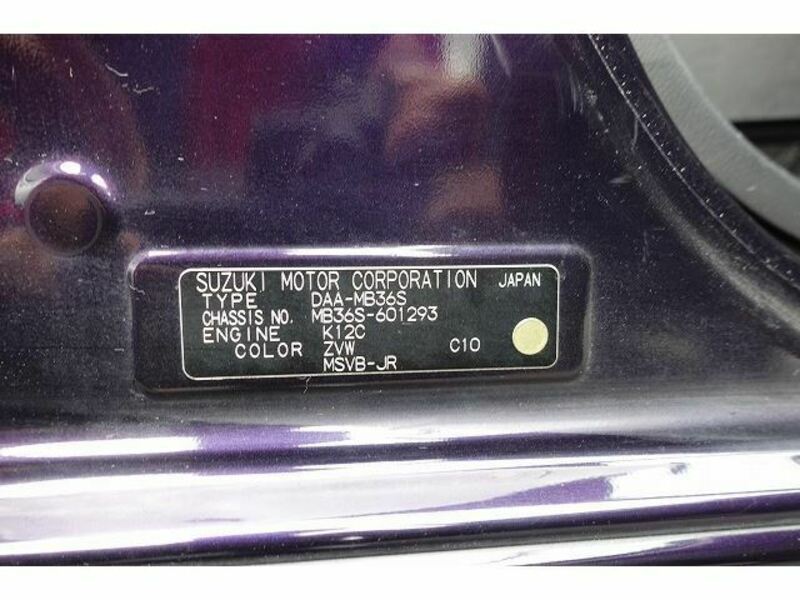 SUZUKI MOTOR CORPORATION JAPAN
TYPE DAA-MB36S
CHASSIS NO. MB36S-601293
ENGINE K12C
COLOR ZVW C10
MSVB-JR